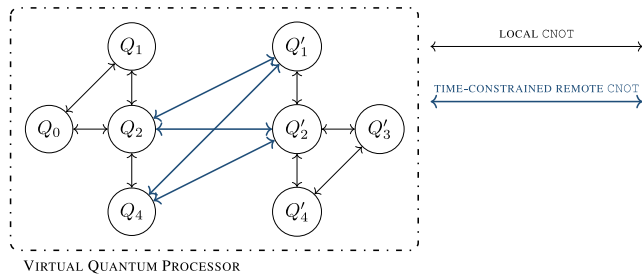 Q₁
Q₁′
LOCAL CNOT
TIME-CONSTRAINED REMOTE CNOT
Q₀
Q₂
Q₂′
Q₃′
Q₄
Q₄′
VIRTUAL QUANTUM PROCESSOR